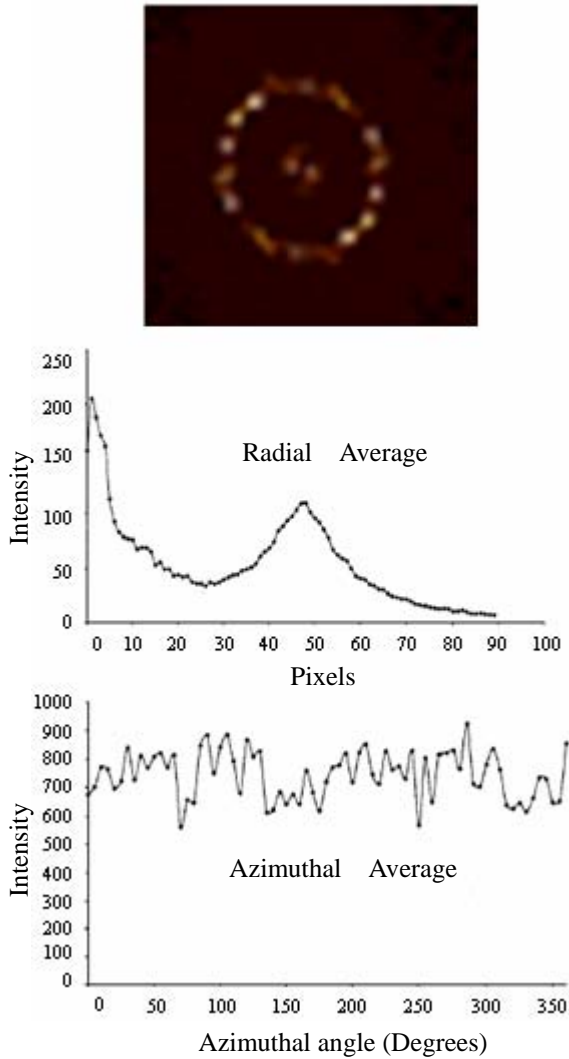 250
200
150
100
50
0
Intensity
Radial Average
0 10 20 30 40 50 60 70 80 90 100
Pixels
1000
900
800
700
600
500
400
300
200
100
0
Intensity
Azimuthal Average
0 50 100 150 200 250 300 350
Azimuthal angle (Degrees)